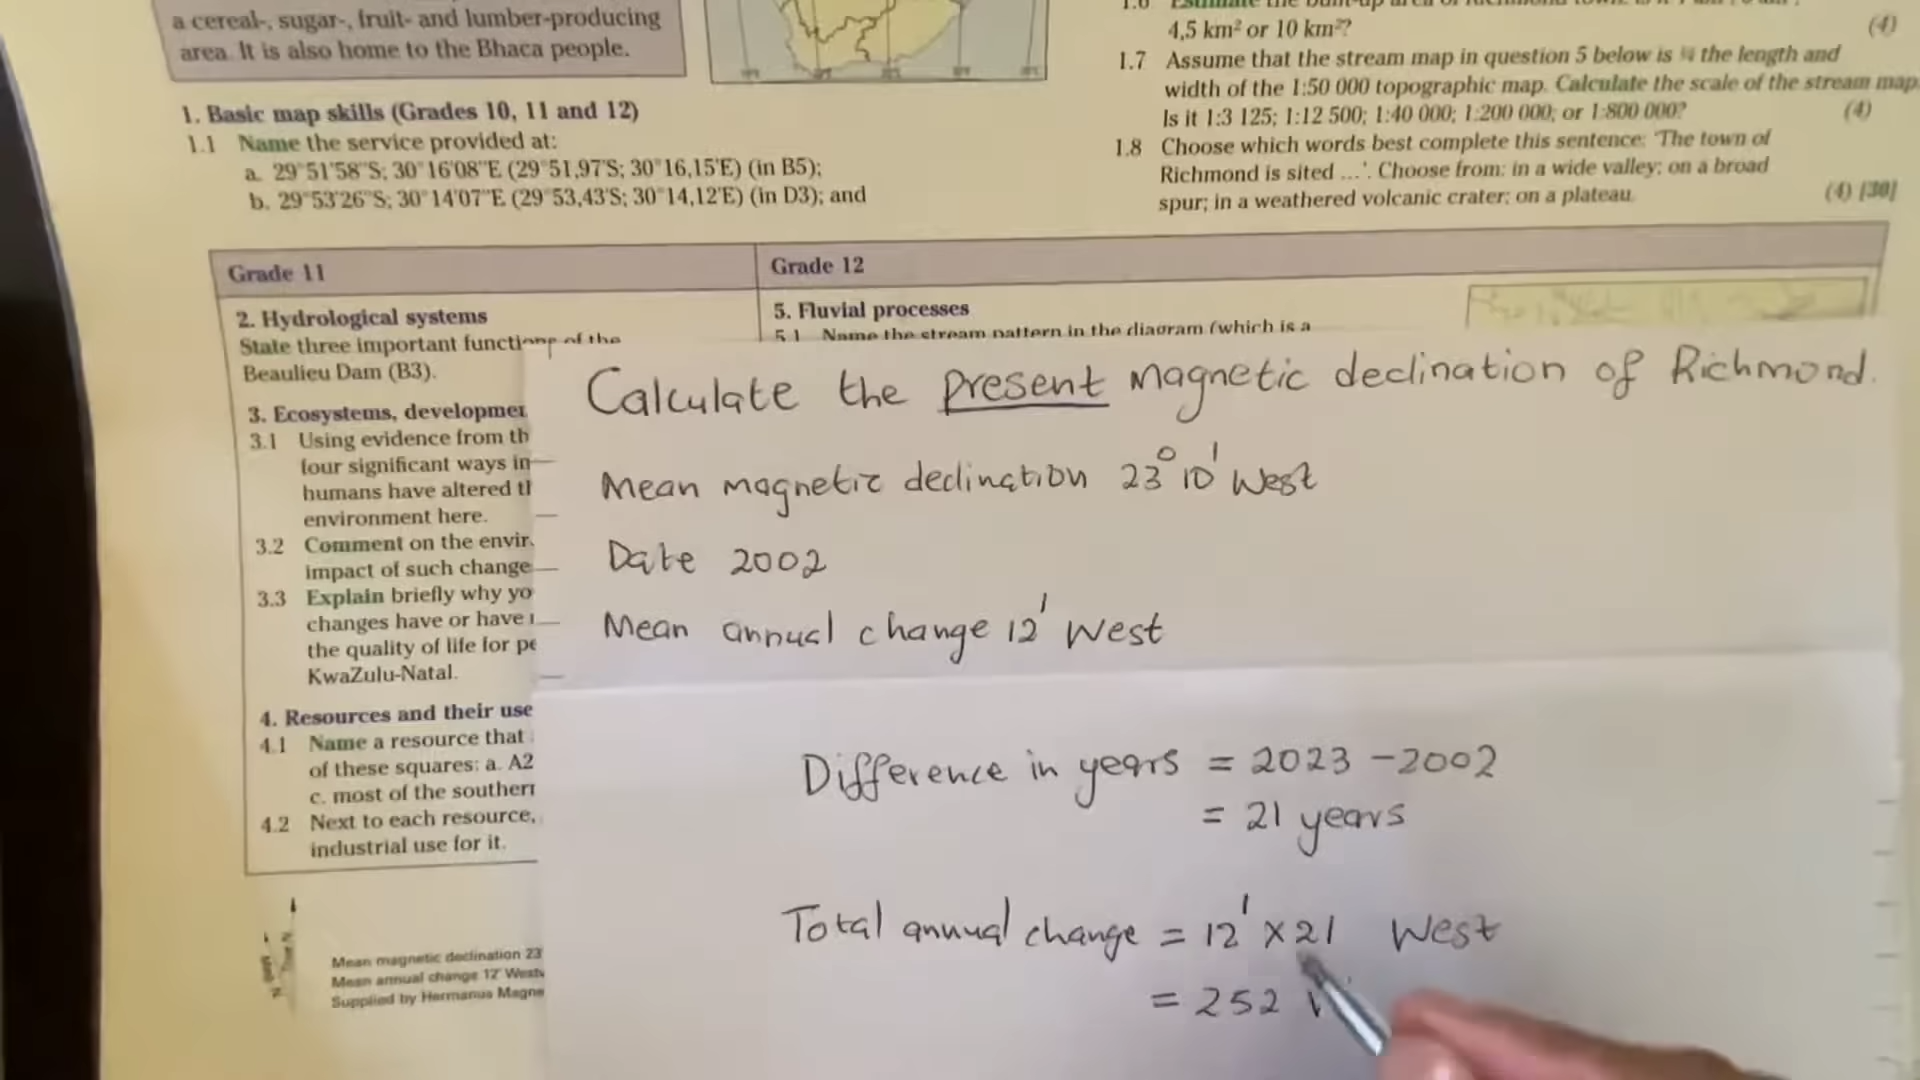 a cereal-, sugar-, fruit- and lumber-producing
area. It is also home to the Bhaca people.
1. Basic map skills (Grades 10, 11 and 12)
1.1 Name the service provided at:
a. 29°51'58"S; 30°16'08"E (29°51,97'S; 30°16,15'E) (in B5);
b. 29°53'26"S; 30°14'07"E (29°53,43'S; 30°14,12'E) (in D3); and
4,5 km² or 10 km²?
(4)
1.7 Assume that the stream map in question 5 below is ¼ the length and
width of the 1:50 000 topographic map. Calculate the scale of the stream map.
Is it 1:3 125; 1:12 500; 1:40 000; 1:200 000; or 1:800 000? (4)
1.8 Choose which words best complete this sentence: 'The town of
Richmond is sited ...'. Choose from: in a wide valley; on a broad
spur; in a weathered volcanic crater; on a plateau. (4) [30]
Grade 11
2. Hydrological systems
State three important functions of the
Beaulieu Dam (B3).
3. Ecosystems,
3.1 Using evidence from
four significant ways in
humans have altered
environment here.
3.2 Comment on the
impact of such change
3.3 Explain briefly why
changes have or have
the quality of life for
KwaZulu-Natal.
4. Resources and their use
4.1 Name a resource that
of these squares: a. A2
c. most of the
4.2 Next to each resource,
industrial use for it.
Grade 12
5. Fluvial processes
5.1 Name the stream pattern in the diagram (which is a
Calculate the present magnetic declination of Richmond.
Mean magnetic declination 23° 10' West
Date 2002
Mean annual change 12' West
Difference in years = 2023 - 2002
= 21 years
Total annual change = 12' x 21 West
= 252
Mean magnetic declination 23
Mean annual change 12'
Supplied by Hermanus